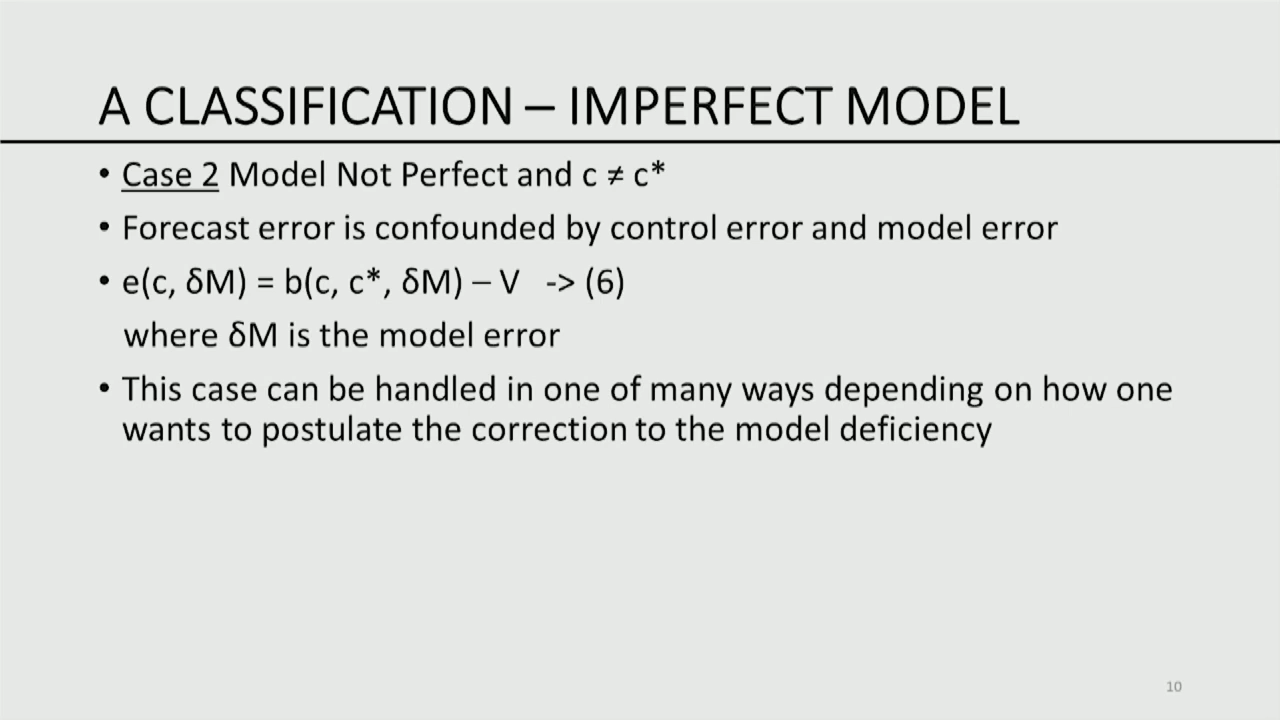 A CLASSIFICATION – IMPERFECT MODEL
• Case 2 Model Not Perfect and c ≠ c*
• Forecast error is confounded by control error and model error
• e(c, δM) = b(c, c*, δM) – V -> (6)
where δM is the model error
• This case can be handled in one of many ways depending on how one
wants to postulate the correction to the model deficiency
10